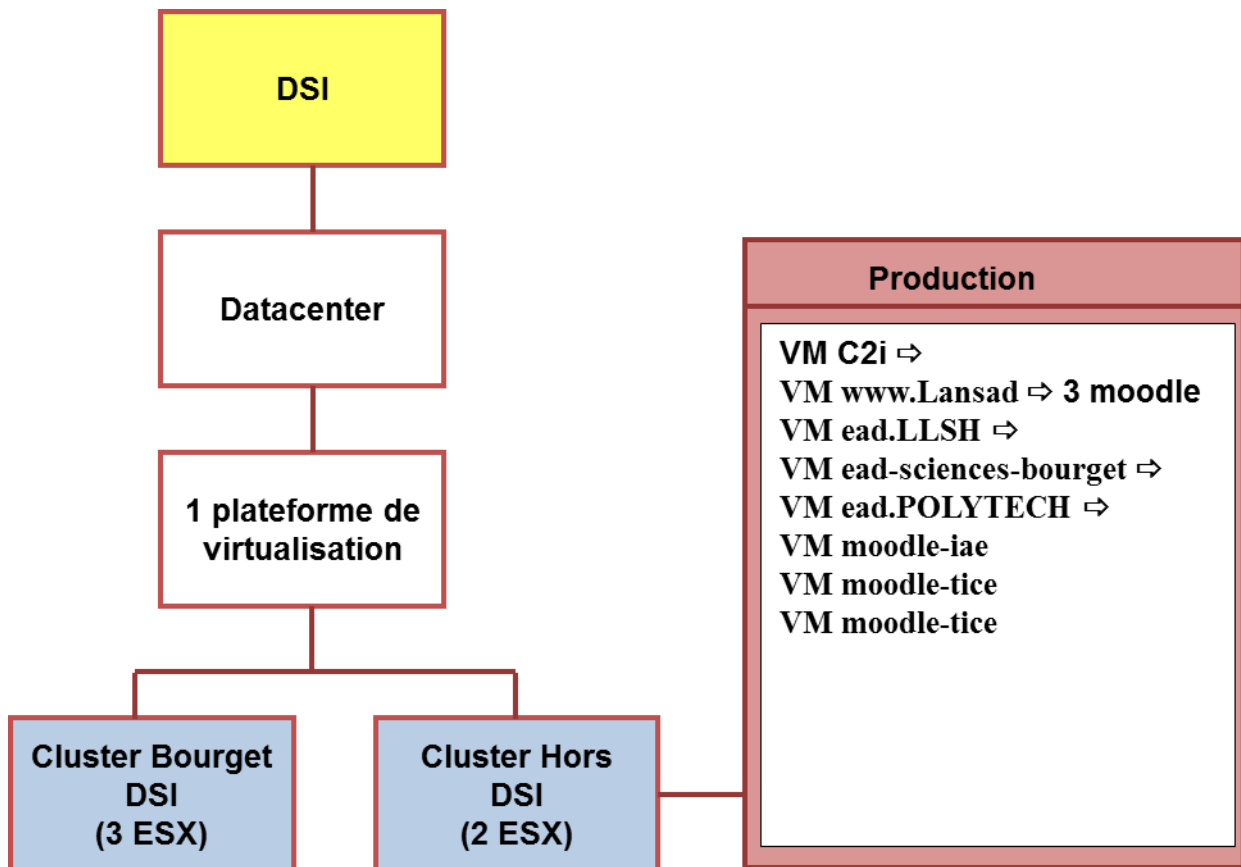 DSI
Datacenter
1 plateforme de
virtualisation
Cluster Bourget
DSI
(3 ESX)
Cluster Hors
DSI
(2 ESX)
Production
VM C2i ⇨
VM www.Lansad ⇨ 3 moodle
VM ead.LLSH ⇨
VM ead-sciences-bourget ⇨
VM ead.POLYTECH ⇨
VM moodle-iae
VM moodle-tice
VM moodle-tice